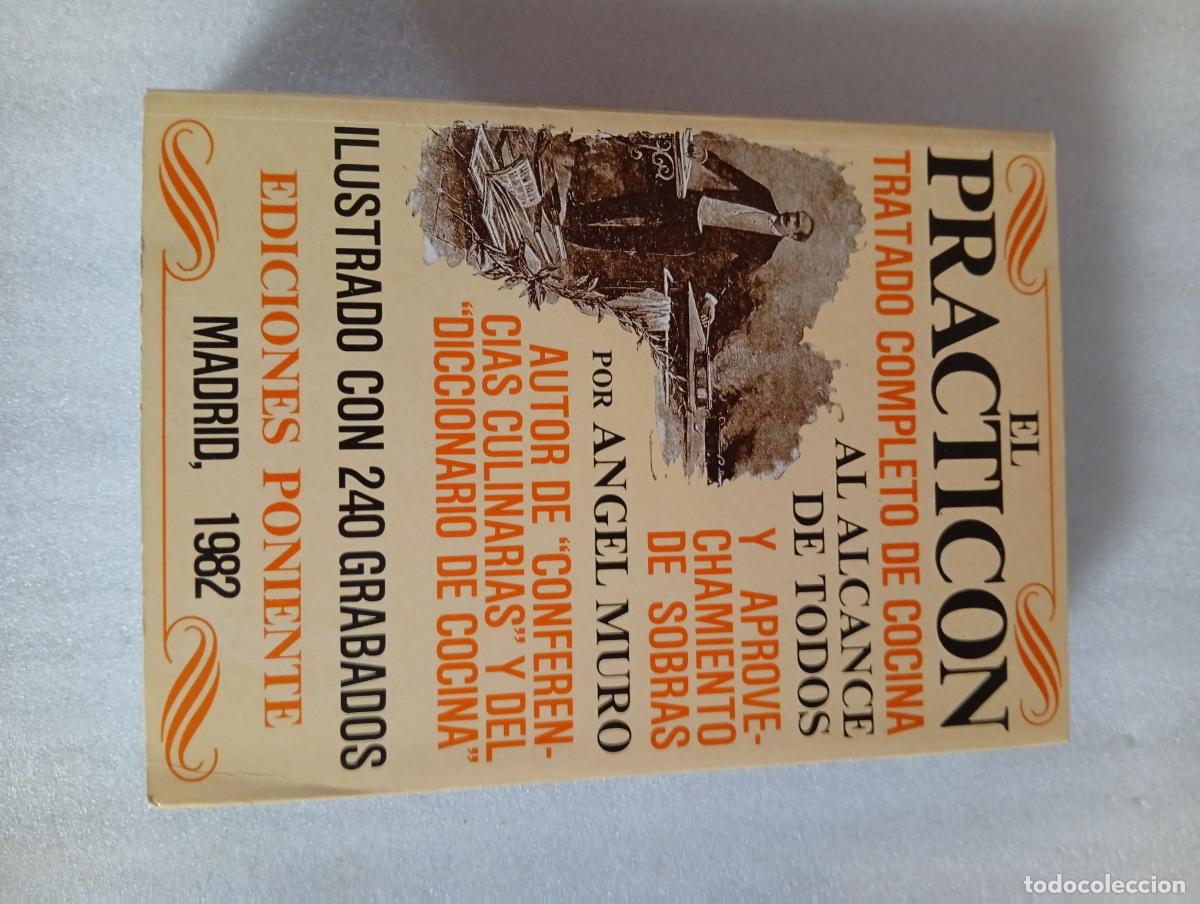 EL
PRACTICON
TRATADO COMPLETO DE COCINA
AL ALCANCE
DE TODOS
Y APROVE-
CHAMIENTO
DE SOBRAS
POR ANGEL MURO
AUTOR DE "CONFEREN-
CIAS CULINARIAS" Y DEL
"DICCIONARIO DE COCINA"
ILUSTRADO CON 240 GRABADOS
EDICIONES PONIENTE
MADRID, 1982
todocoleccion